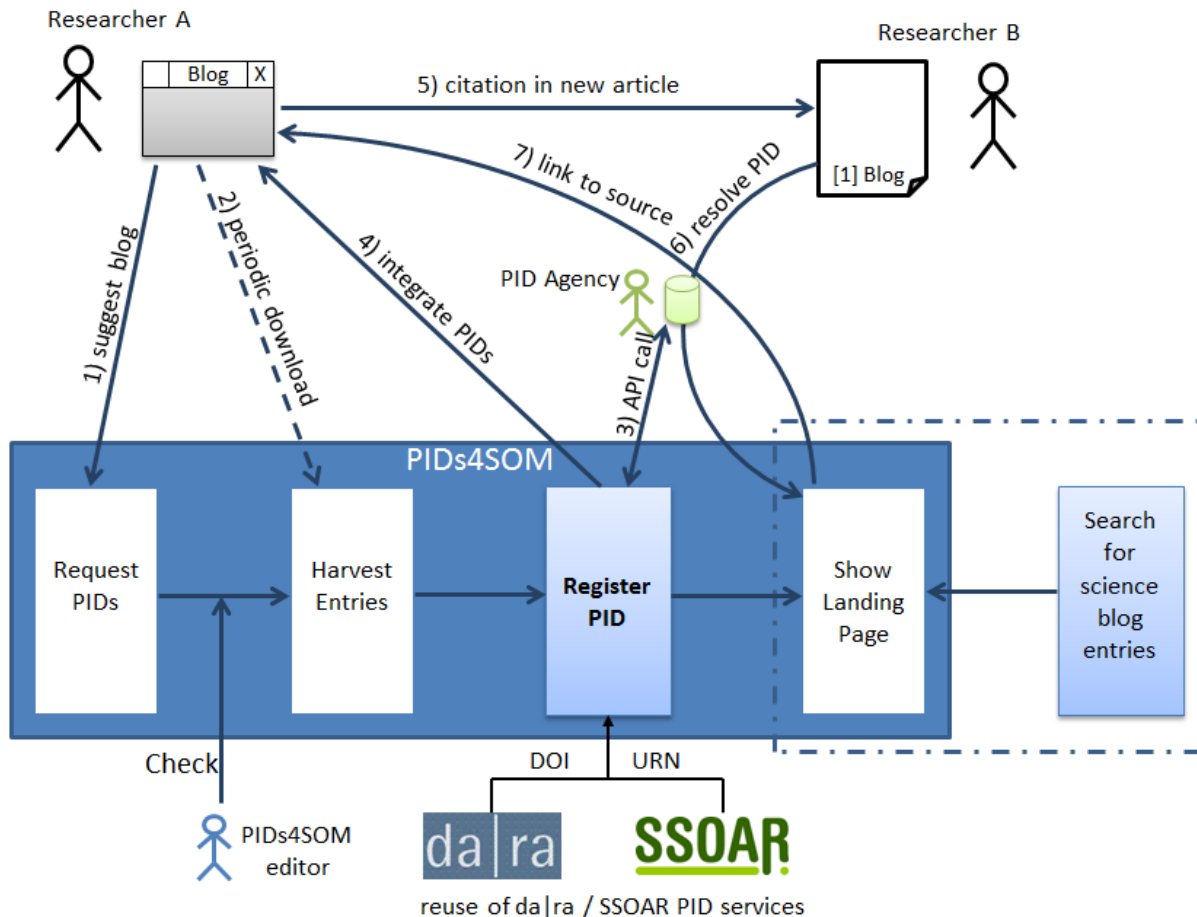 Researcher A
Researcher B
Blog X
5) citation in new article
[1] Blog
7) link to source
6) resolve PID
2) periodic download
4) integrate PIDs
1) suggest blog
PID Agency
3) API call
PIDs4SOM
Request
PIDs
Harvest
Entries
Register
PID
Show
Landing
Page
Search
for
science
blog
entries
Check
DOI URN
PIDs4SOM
editor
da|ra
SSOAR
reuse of da|ra / SSOAR PID services